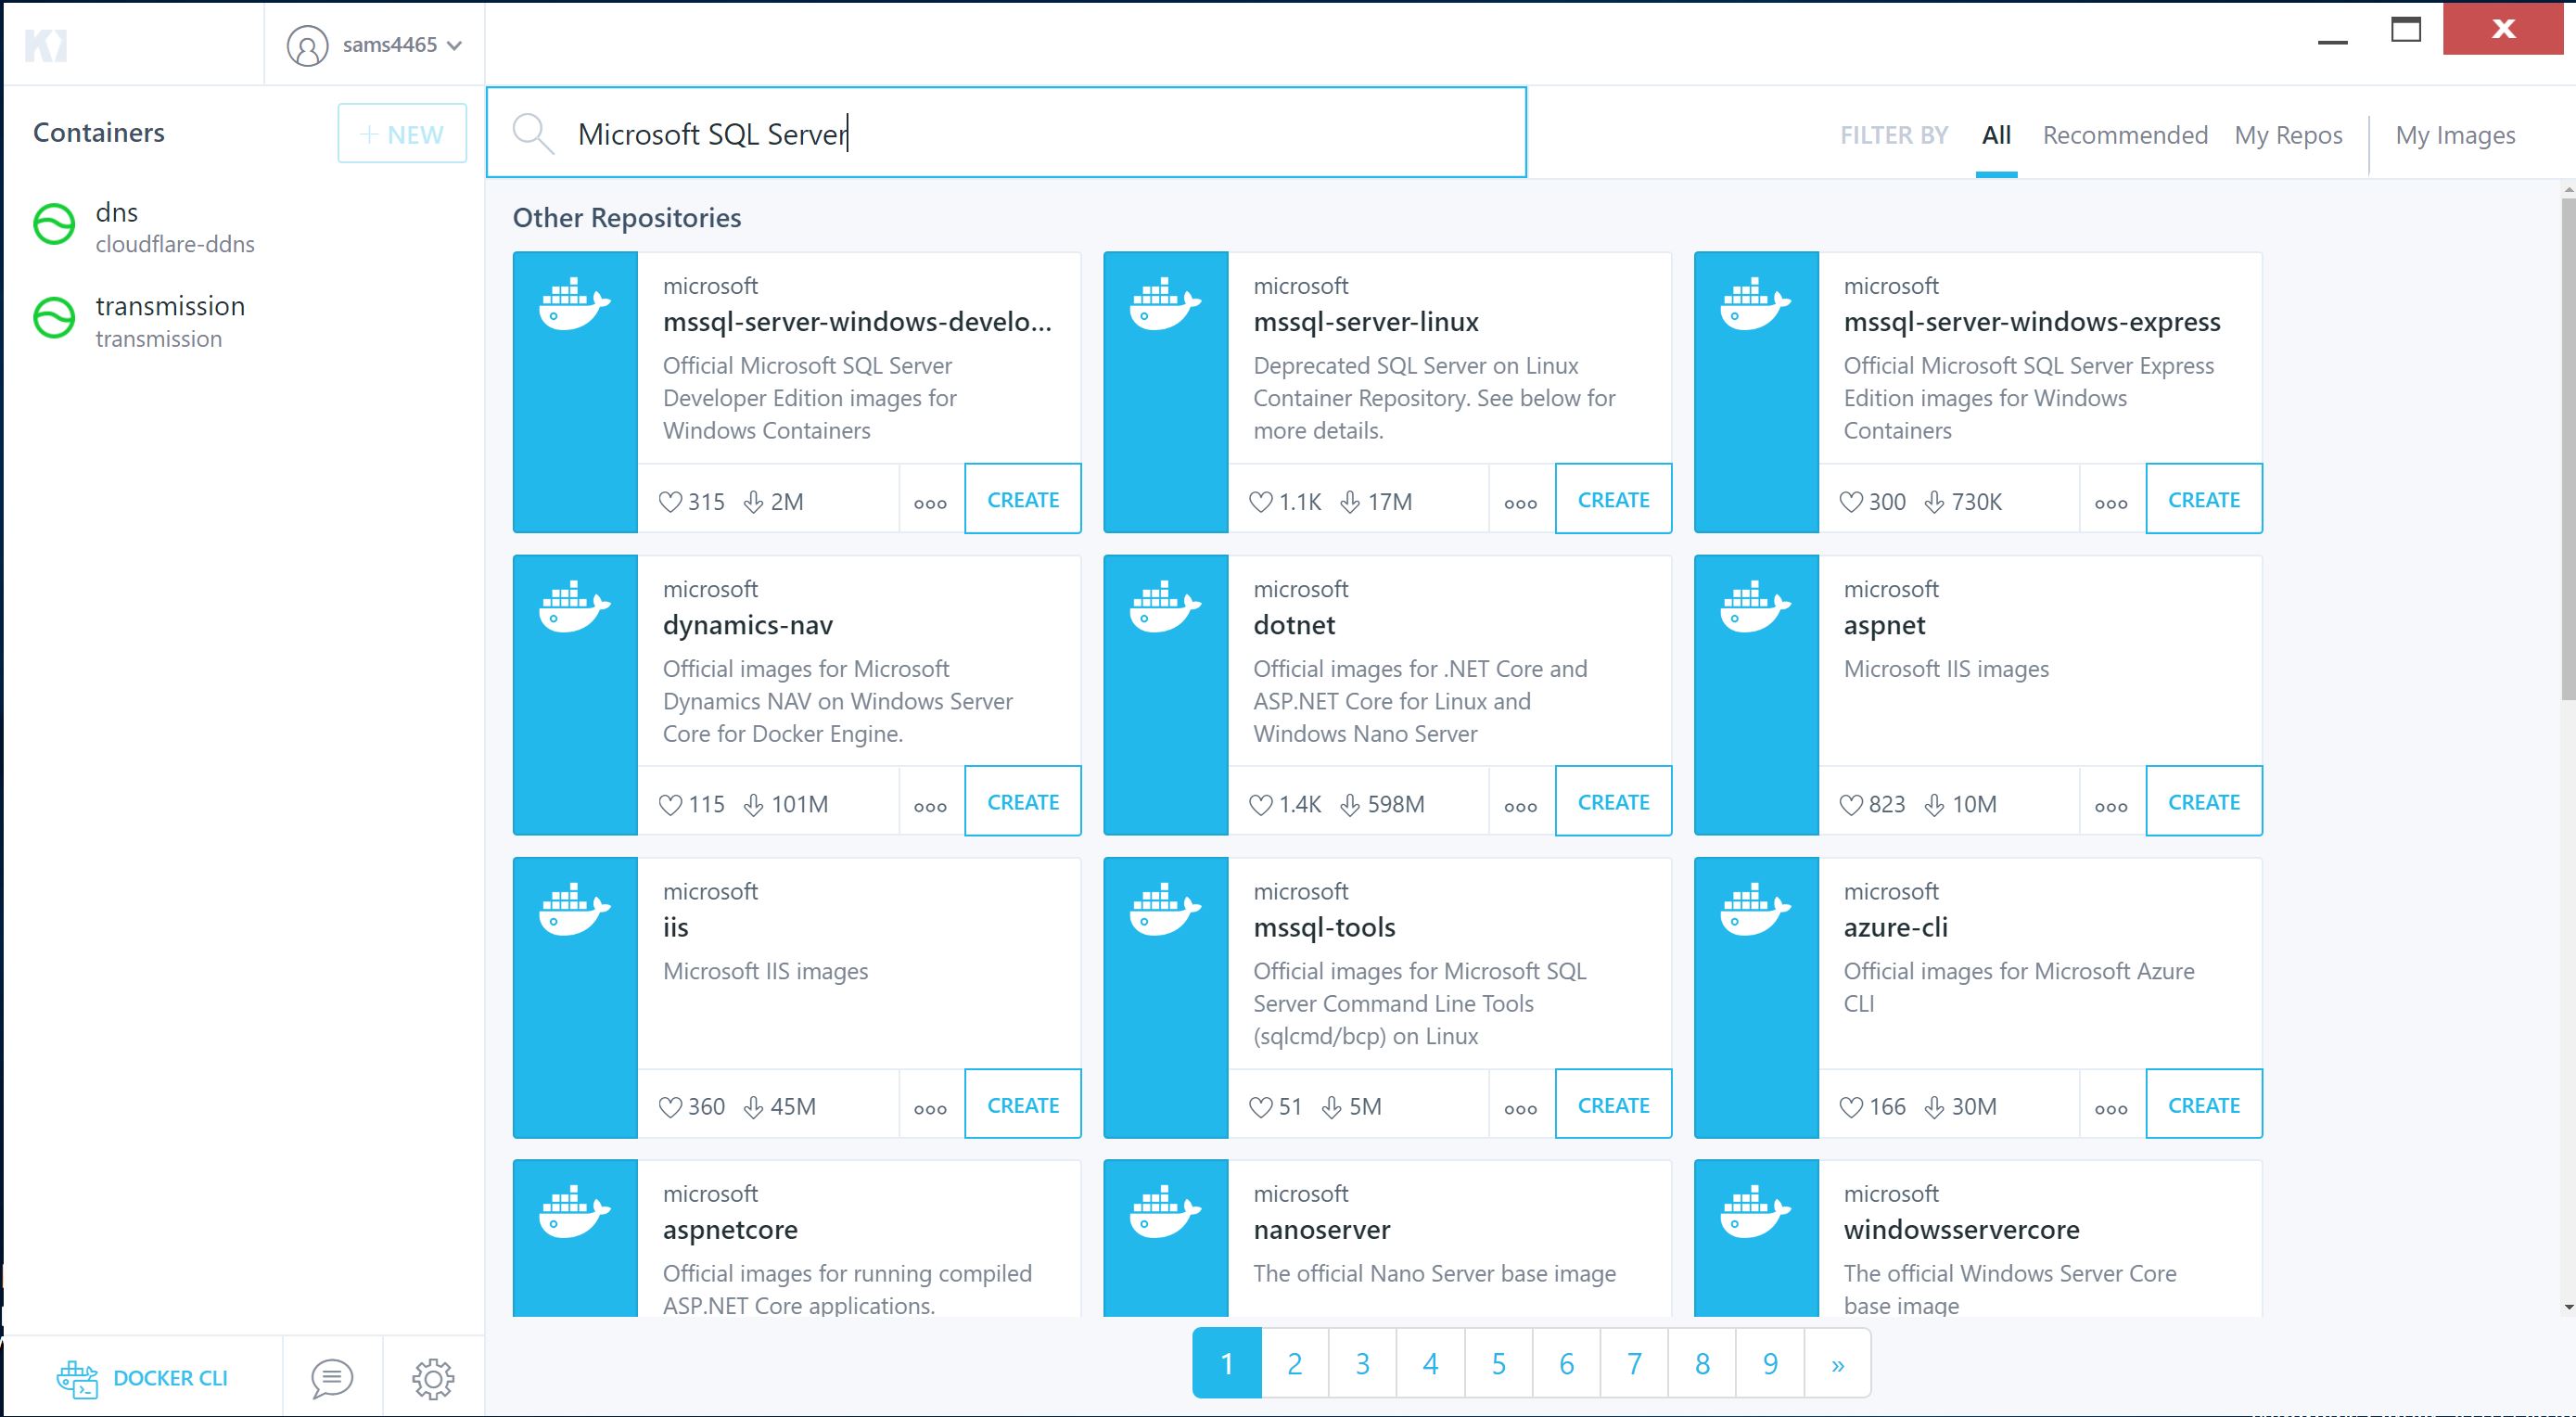 sams4465
Containers
+ NEW
dns
cloudflare-ddns
transmission
transmission
DOCKER CLI
Microsoft SQL Server
FILTER BY All Recommended My Repos My Images
Other Repositories
microsoft
mssql-server-windows-develo...
Official Microsoft SQL Server
Developer Edition images for
Windows Containers
315 2M
CREATE
microsoft
mssql-server-linux
Deprecated SQL Server on Linux
Container Repository. See below for
more details.
1.1K 17M
CREATE
microsoft
mssql-server-windows-express
Official Microsoft SQL Server Express
Edition images for Windows
Containers
300 730K
CREATE
microsoft
dynamics-nav
Official images for Microsoft
Dynamics NAV on Windows Server
Core for Docker Engine.
115 101M
CREATE
microsoft
dotnet
Official images for .NET Core and
ASP.NET Core for Linux and
Windows Nano Server
1.4K 598M
CREATE
microsoft
aspnet
Microsoft IIS images
823 10M
CREATE
microsoft
iis
Microsoft IIS images
360 45M
CREATE
microsoft
mssql-tools
Official images for Microsoft SQL
Server Command Line Tools
(sqlcmd/bcp) on Linux
51 5M
CREATE
microsoft
azure-cli
Official images for Microsoft Azure
CLI
166 30M
CREATE
microsoft
aspnetcore
Official images for running compiled
ASP.NET Core applications.
microsoft
nanoserver
The official Nano Server base image
microsoft
windowsservercore
The official Windows Server Core
base image
1 2 3 4 5 6 7 8 9 »